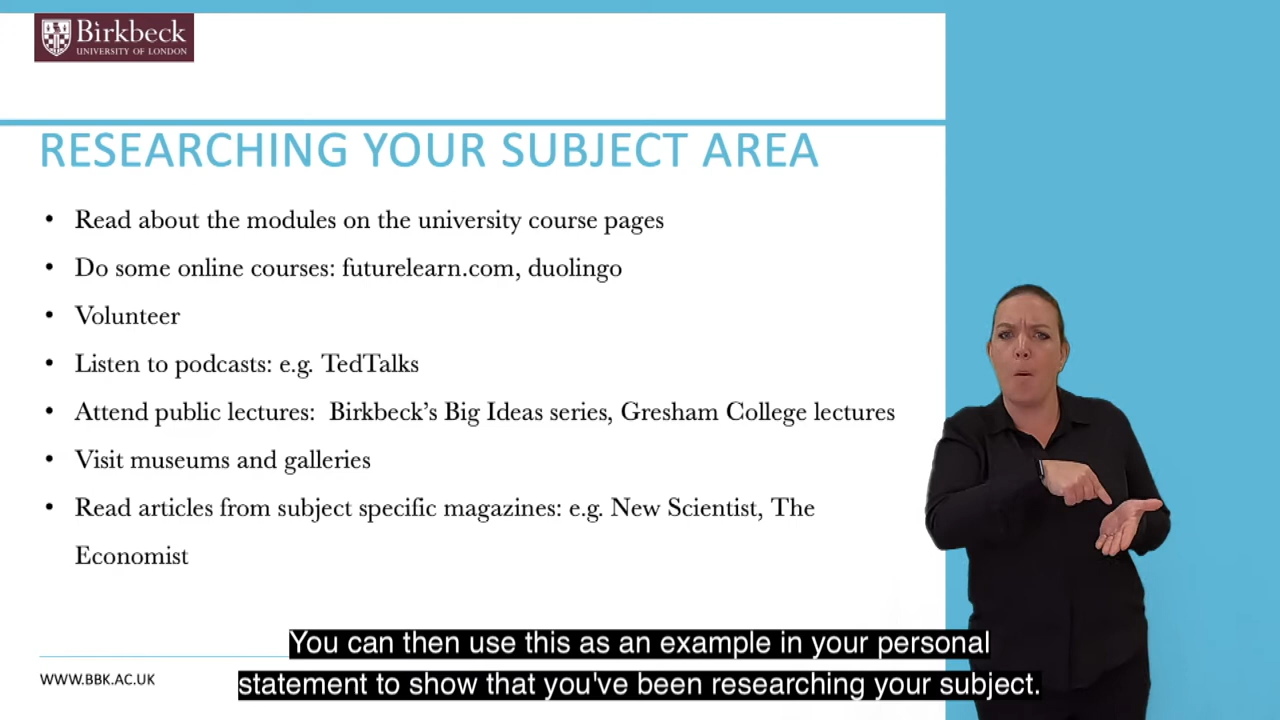 Birkbeck
UNIVERSITY OF LONDON
RESEARCHING YOUR SUBJECT AREA
• Read about the modules on the university course pages
• Do some online courses: futurelearn.com, duolingo
• Volunteer
• Listen to podcasts: e.g. TedTalks
• Attend public lectures:  Birkbeck’s Big Ideas series, Gresham College lectures
• Visit museums and galleries
• Read articles from subject specific magazines: e.g. New Scientist, The
Economist
You can then use this as an example in your personal
statement to show that you've been researching your subject.
WWW.BBK.AC.UK